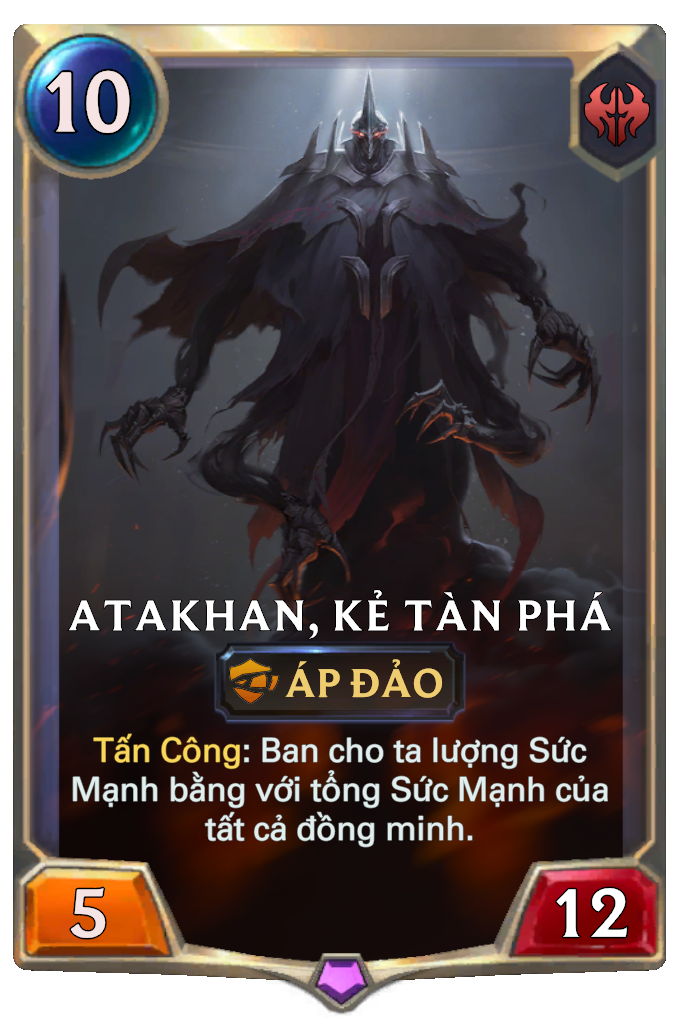 10
ATAKHAN, KẺ TÀN PHÁ
ÁP ĐẢO
Tấn Công: Ban cho ta lượng Sức
Mạnh bằng với tổng Sức Mạnh của
tất cả đồng minh.
5
12